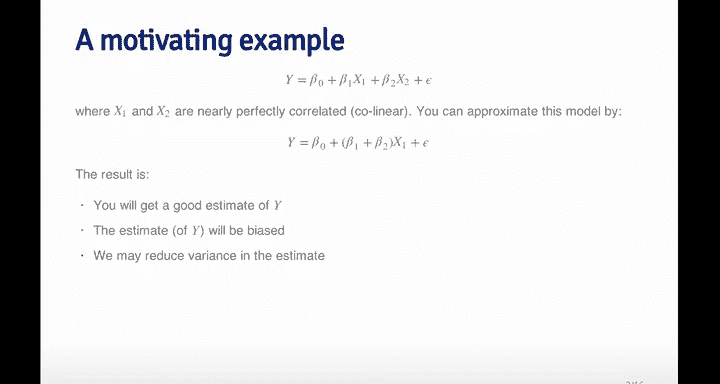 A motivating example
Y = β₀ + β₁X₁ + β₂X₂ + ϵ
where X₁ and X₂ are nearly perfectly correlated (co-linear). You can approximate this model by:
Y = β₀ + (β₁ + β₂)X₁ + ϵ
The result is:
· You will get a good estimate of Y
· The estimate (of Y) will be biased
· We may reduce variance in the estimate